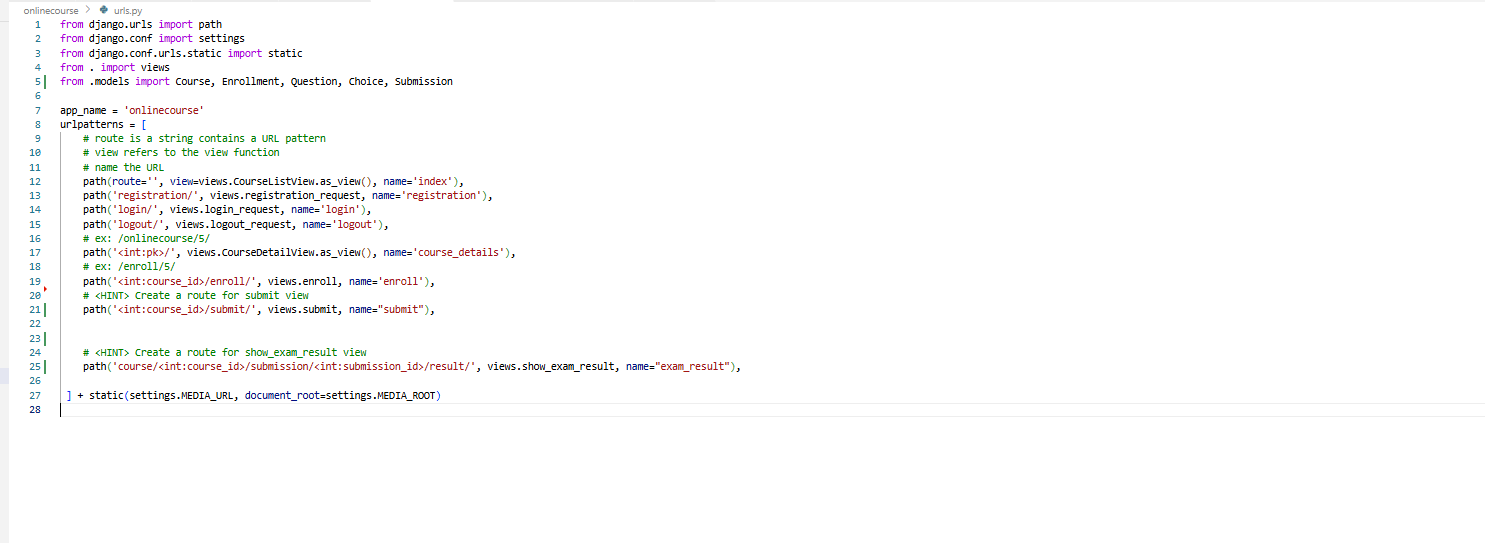 onlinecourse > urls.py
1 from django.urls import path
2 from django.conf import settings
3 from django.conf.urls.static import static
4 from . import views
5 from .models import Course, Enrollment, Question, Choice, Submission
6
7 app_name = 'onlinecourse'
8 urlpatterns = [
9     # route is a string contains a URL pattern
10     # view refers to the view function
11     # name the URL
12     path(route='', view=views.CourseListView.as_view(), name='index'),
13     path('registration/', views.registration_request, name='registration'),
14     path('login/', views.login_request, name='login'),
15     path('logout/', views.logout_request, name='logout'),
16     # ex: /onlinecourse/5/
17     path('<int:pk>/', views.CourseDetailView.as_view(), name='course_details'),
18     # ex: /enroll/5/
19     path('<int:course_id>/enroll/', views.enroll, name='enroll'),
20     # <HINT> Create a route for submit view
21     path('<int:course_id>/submit/', views.submit, name="submit"),
22
23
24     # <HINT> Create a route for show_exam_result view
25     path('course/<int:course_id>/submission/<int:submission_id>/result/', views.show_exam_result, name="exam_result"),
26
27  ] + static(settings.MEDIA_URL, document_root=settings.MEDIA_ROOT)
28